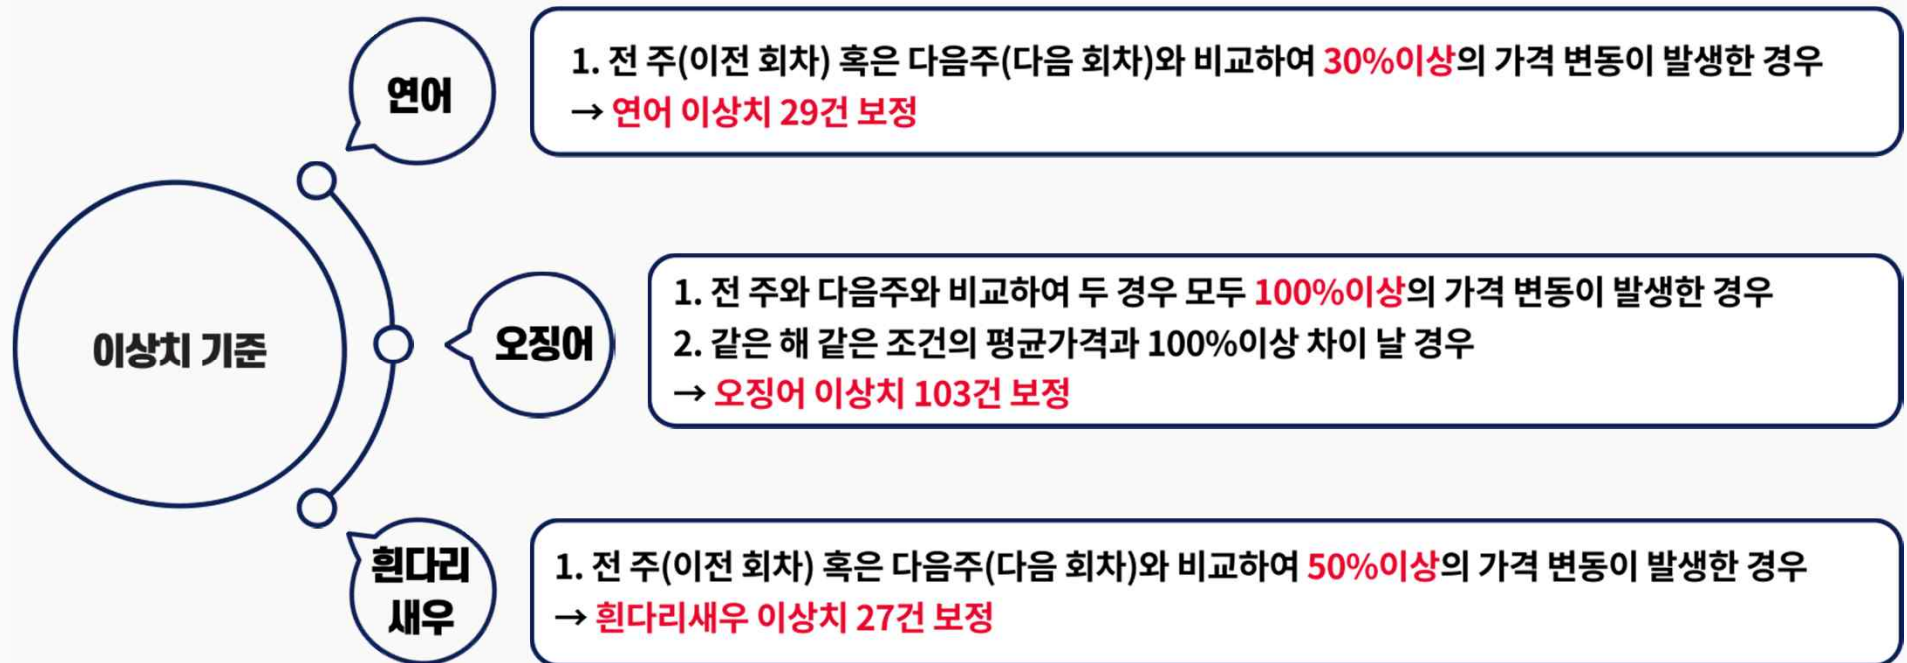 이상치 기준
연어
1. 전 주(이전 회차) 혹은 다음주(다음 회차)와 비교하여 30%이상의 가격 변동이 발생한 경우
→ 연어 이상치 29건 보정
오징어
1. 전 주와 다음주와 비교하여 두 경우 모두 100%이상의 가격 변동이 발생한 경우
2. 같은 해 같은 조건의 평균가격과 100%이상 차이 날 경우
→ 오징어 이상치 103건 보정
흰다리
새우
1. 전 주(이전 회차) 혹은 다음주(다음 회차)와 비교하여 50%이상의 가격 변동이 발생한 경우
→ 흰다리새우 이상치 27건 보정